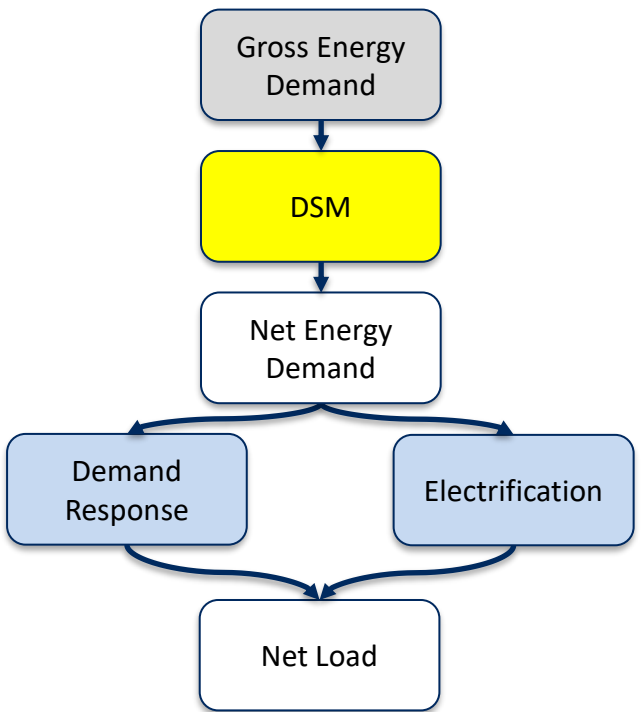 Gross Energy
Demand
DSM
Net Energy
Demand
Demand
Response
Electrification
Net Load